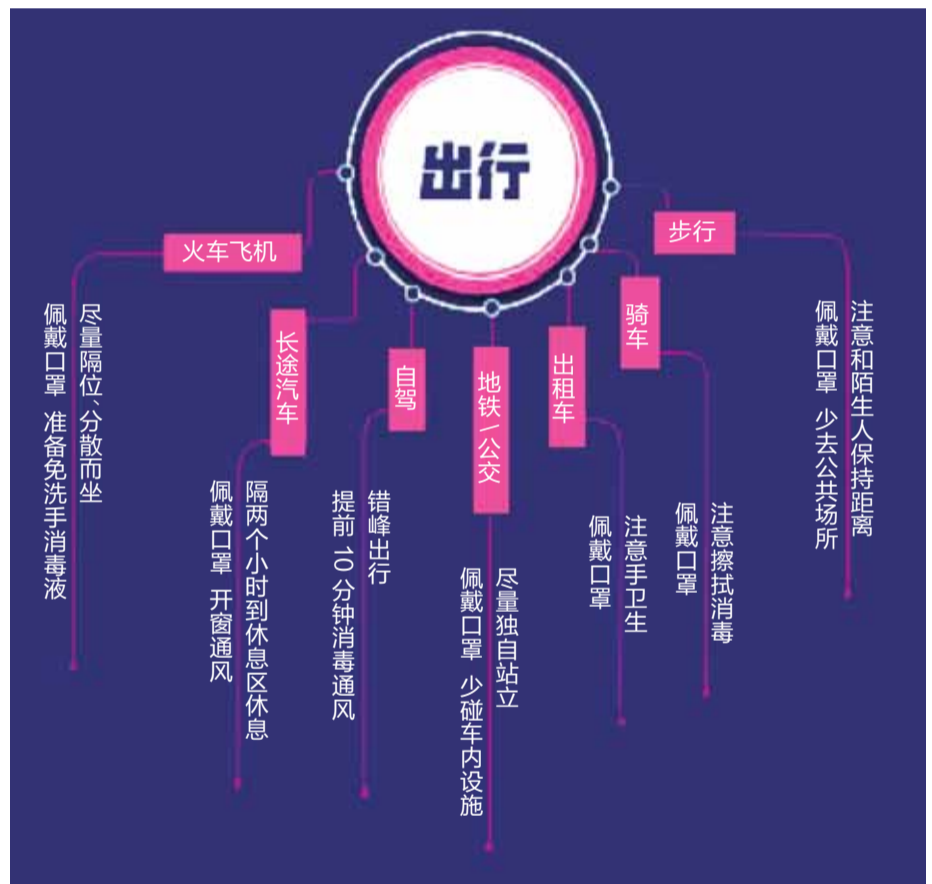 出行
火车飞机
佩戴口罩 准备免洗手消毒液
尽量隔位、分散而坐
长途汽车
佩戴口罩 开窗通风
隔两个小时到休息区休息
自驾
提前 10 分钟消毒通风
错峰出行
地铁/公交
佩戴口罩 少碰车内设施
尽量独自站立
出租车
佩戴口罩
注意手卫生
骑车
佩戴口罩
注意擦拭消毒
步行
佩戴口罩 少去公共场所
注意和陌生人保持距离